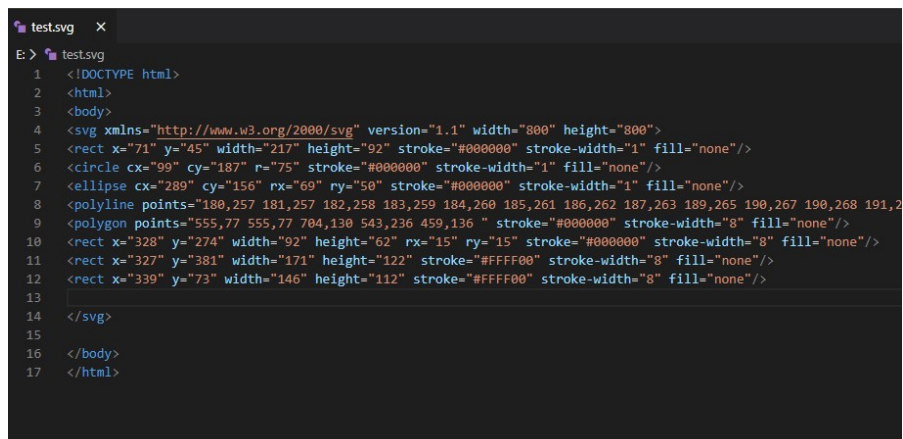 test.svg ×
E: > test.svg
1 <!DOCTYPE html>
2 <html>
3 <body>
4 <svg xmlns="http://www.w3.org/2000/svg" version="1.1" width="800" height="800">
5 <rect x="71" y="45" width="217" height="92" stroke="#000000" stroke-width="1" fill="none"/>
6 <circle cx="99" cy="187" r="75" stroke="#000000" stroke-width="1" fill="none"/>
7 <ellipse cx="289" cy="156" rx="69" ry="50" stroke="#000000" stroke-width="1" fill="none"/>
8 <polyline points="180,257 181,257 182,258 183,259 184,260 185,261 186,262 187,263 189,265 190,267 190,268 191,2
9 <polygon points="555,77 555,77 704,130 543,236 459,136 " stroke="#000000" stroke-width="8" fill="none"/>
10 <rect x="328" y="274" width="92" height="62" rx="15" ry="15" stroke="#000000" stroke-width="8" fill="none"/>
11 <rect x="327" y="381" width="171" height="122" stroke="#FFFF00" stroke-width="8" fill="none"/>
12 <rect x="339" y="73" width="146" height="112" stroke="#FFFF00" stroke-width="8" fill="none"/>
13
14 </svg>
15
16 </body>
17 </html>